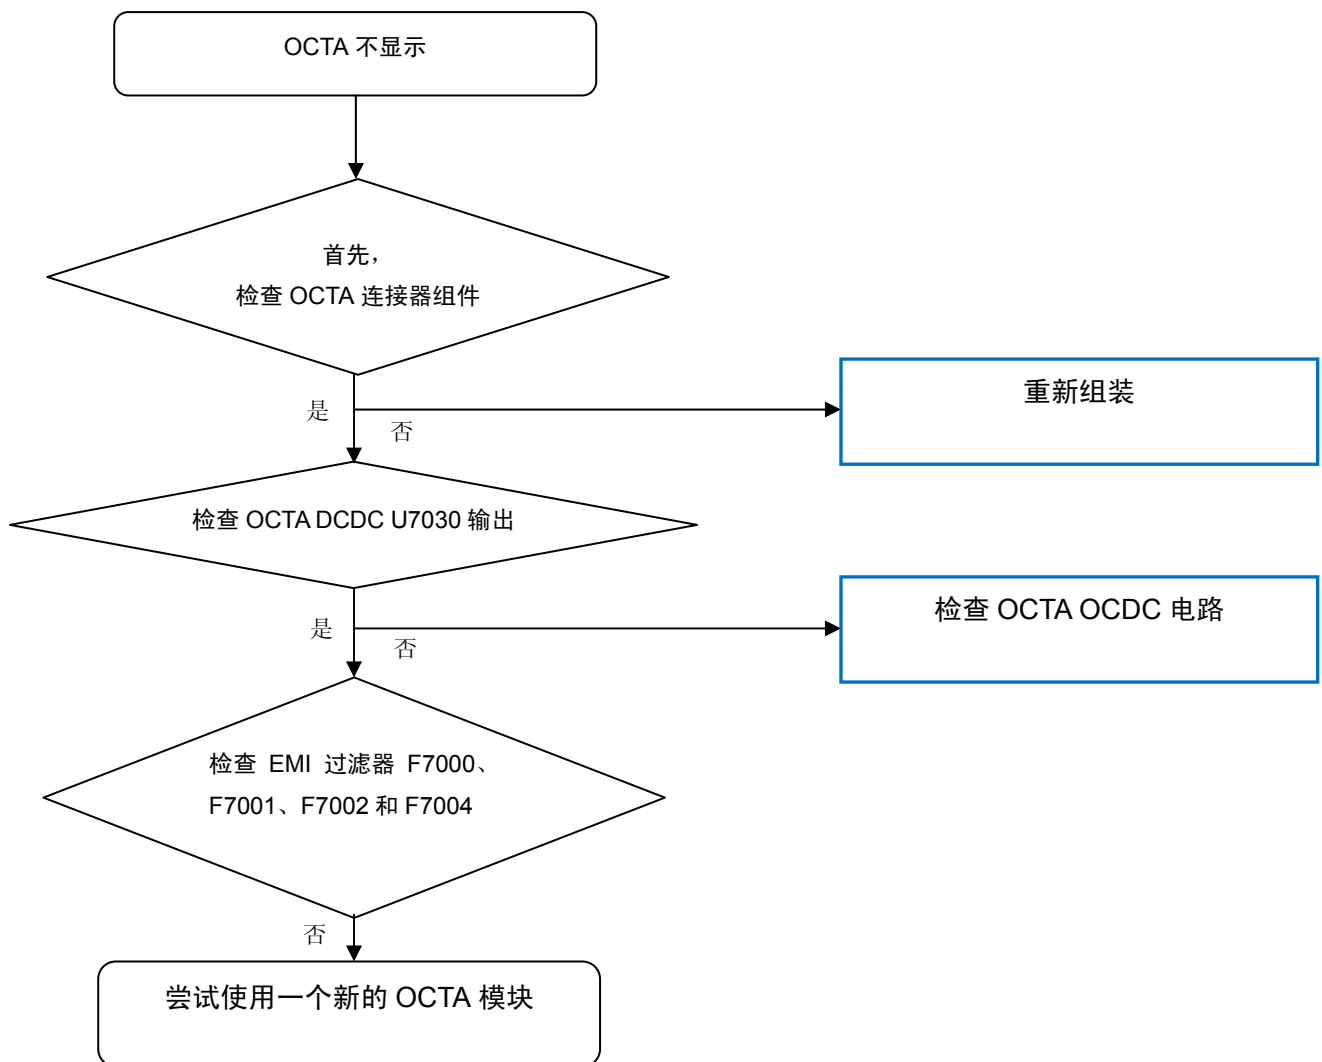 OCTA 不显示
首先，
检查 OCTA 连接器组件
是
否
重新组装
检查 OCTA DCDC U7030 输出
是
否
检查 OCTA OCDC 电路
检查 EMI 过滤器 F7000、
F7001、F7002 和 F7004
否
尝试使用一个新的 OCTA 模块